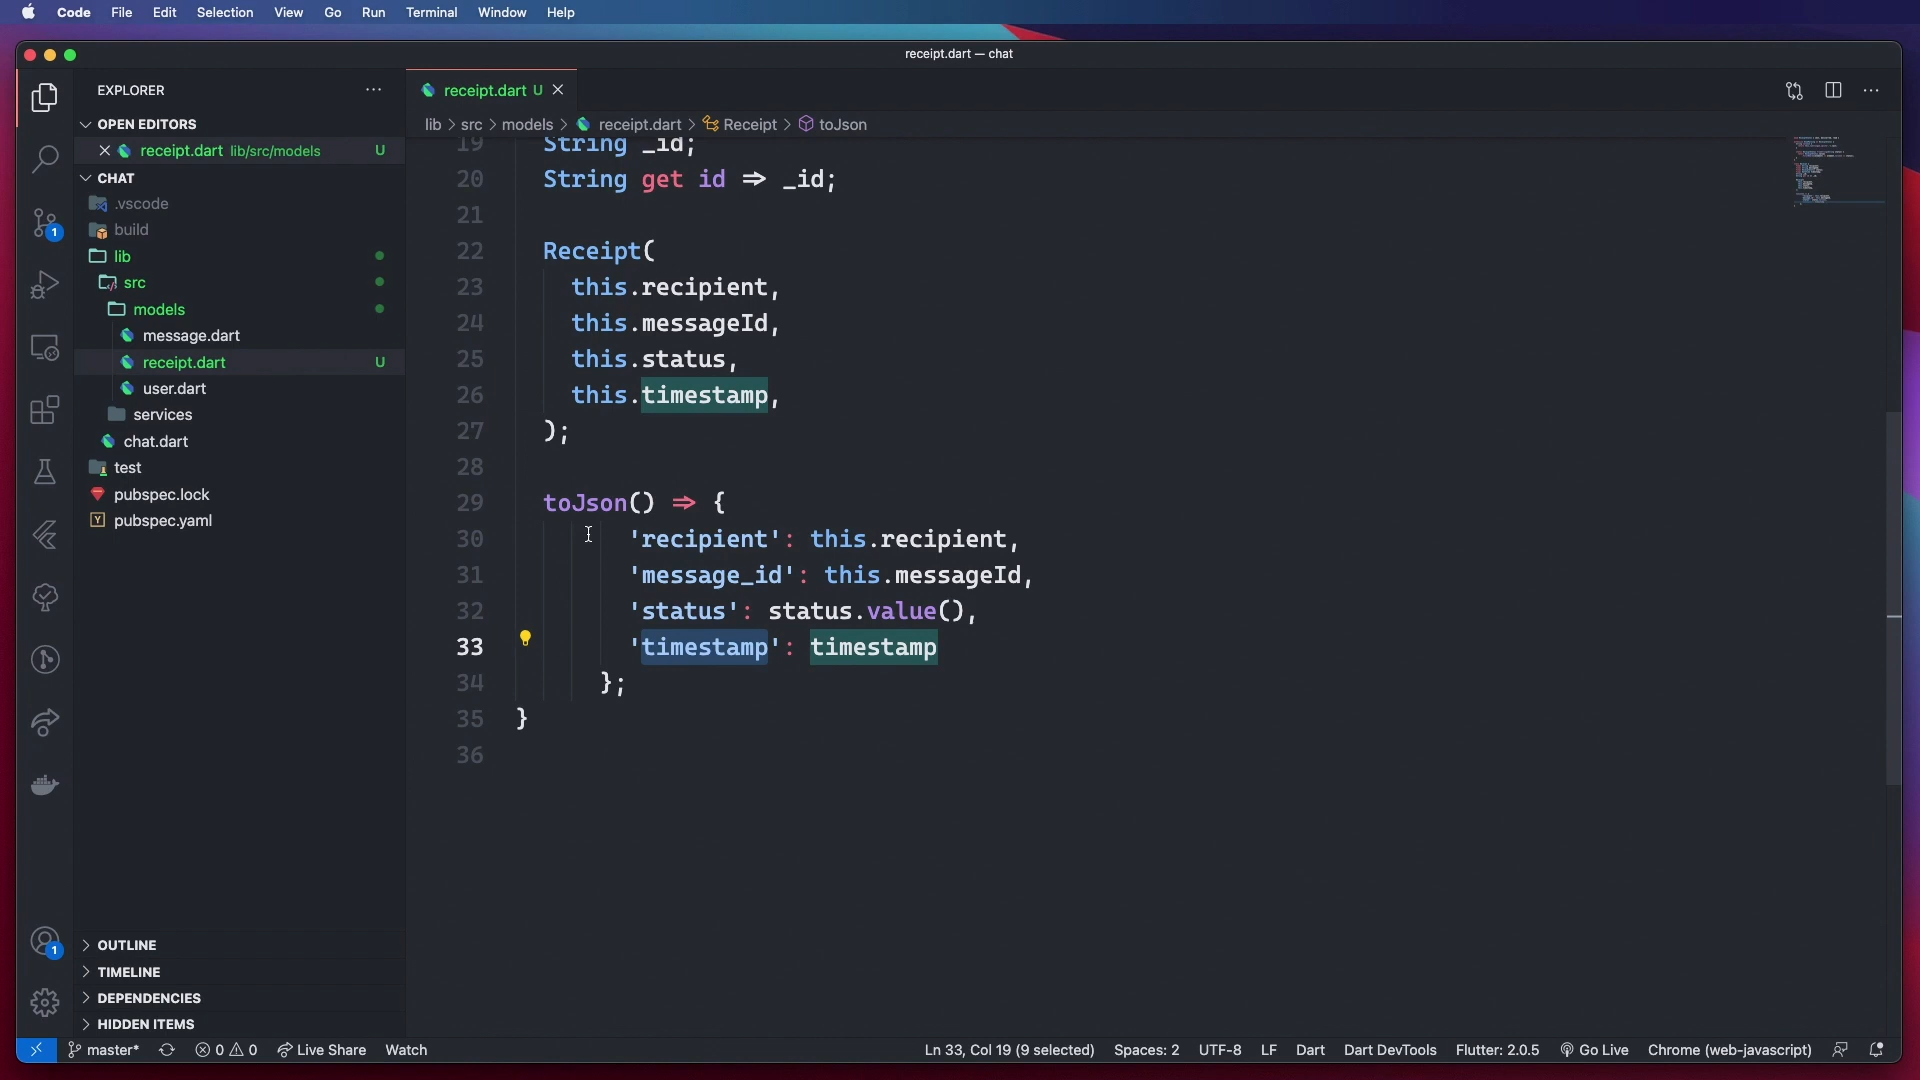 Code File Edit Selection View Go Run Terminal Window Help
receipt.dart — chat
EXPLORER
OPEN EDITORS
receipt.dart lib/src/models U
CHAT
.vscode
build
lib
src
models
message.dart
receipt.dart U
user.dart
services
chat.dart
test
pubspec.lock
pubspec.yaml
OUTLINE
TIMELINE
DEPENDENCIES
HIDDEN ITEMS
1
1
receipt.dart U
lib > src > models > receipt.dart > Receipt > toJson
19 String _id;
20 String get id => _id;
21
22 Receipt(
23 this.recipient,
24 this.messageId,
25 this.status,
26 this.timestamp,
27 );
28
29 toJson() => {
30 'recipient': this.recipient,
31 'message_id': this.messageId,
32 'status': status.value(),
33 'timestamp': timestamp
34 };
35 }
36
master* 0 0 Live Share Watch Ln 33, Col 19 (9 selected) Spaces: 2 UTF-8 LF Dart Dart DevTools Flutter: 2.0.5 Go Live Chrome (web-javascript)